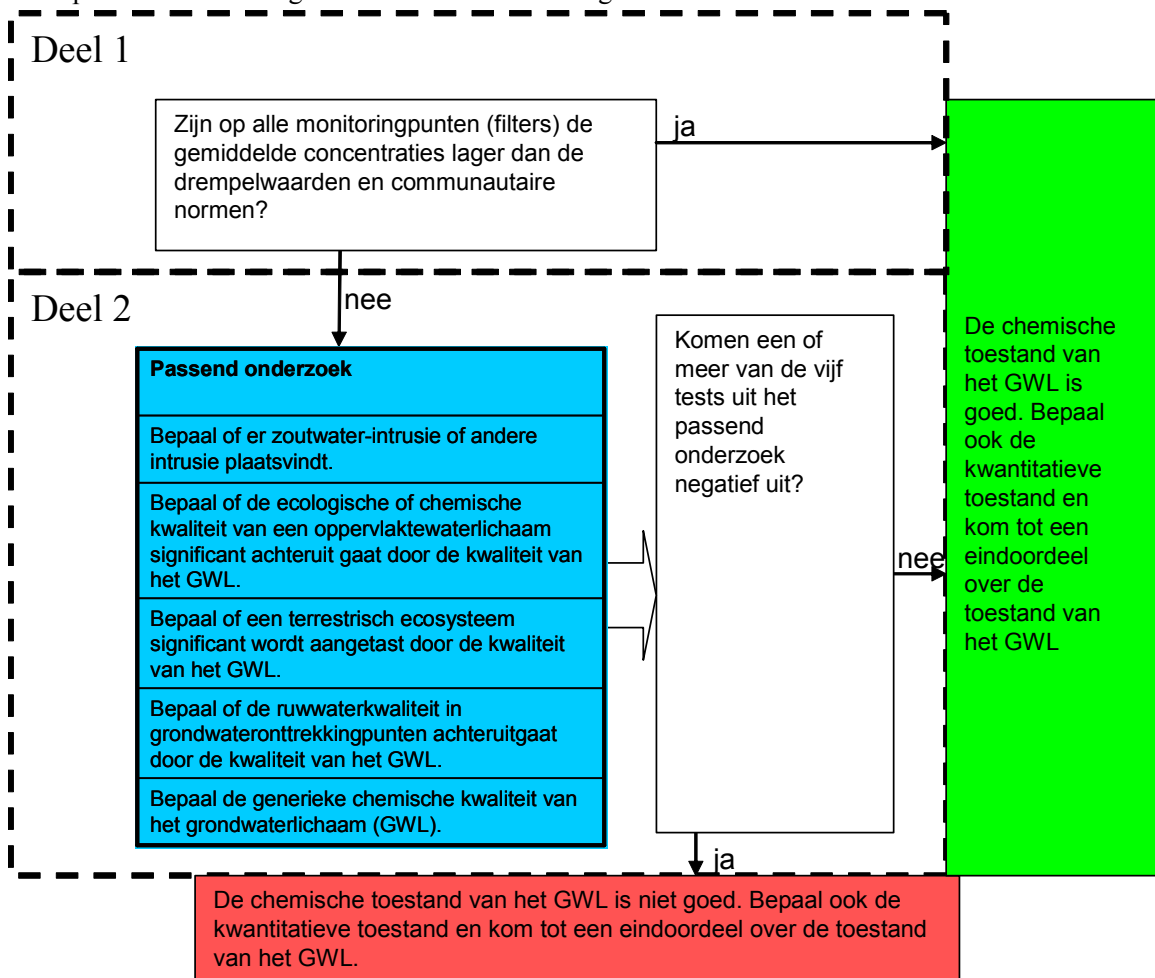 Deel 1
Zijn op alle monitoringpunten (filters) de
gemiddelde concentraties lager dan de
drempelwaarden en communautaire
normen?
ja
nee
Deel 2
Passend onderzoek
Bepaal of er zoutwater-intrusie of andere
intrusie plaatsvindt.
Bepaal of de ecologische of chemische
kwaliteit van een oppervlaktewaterlichaam
significant achteruit gaat door de kwaliteit van
het GWL.
Bepaal of een terrestrisch ecosysteem
significant wordt aangetast door de kwaliteit
van het GWL.
Bepaal of de ruwwaterkwaliteit in
grondwateronttrekkingpunten achteruitgaat
door de kwaliteit van het GWL.
Bepaal de generieke chemische kwaliteit van
het grondwaterlichaam (GWL).
Komen een of
meer van de vijf
tests uit het
passend
onderzoek
negatief uit?
nee
ja
De chemische
toestand van
het GWL is
goed. Bepaal
ook de
kwantitatieve
toestand en
kom tot een
eindoordeel
over de
toestand van
het GWL
De chemische toestand van het GWL is niet goed. Bepaal ook de
kwantitatieve toestand en kom tot een eindoordeel over de toestand
van het GWL.